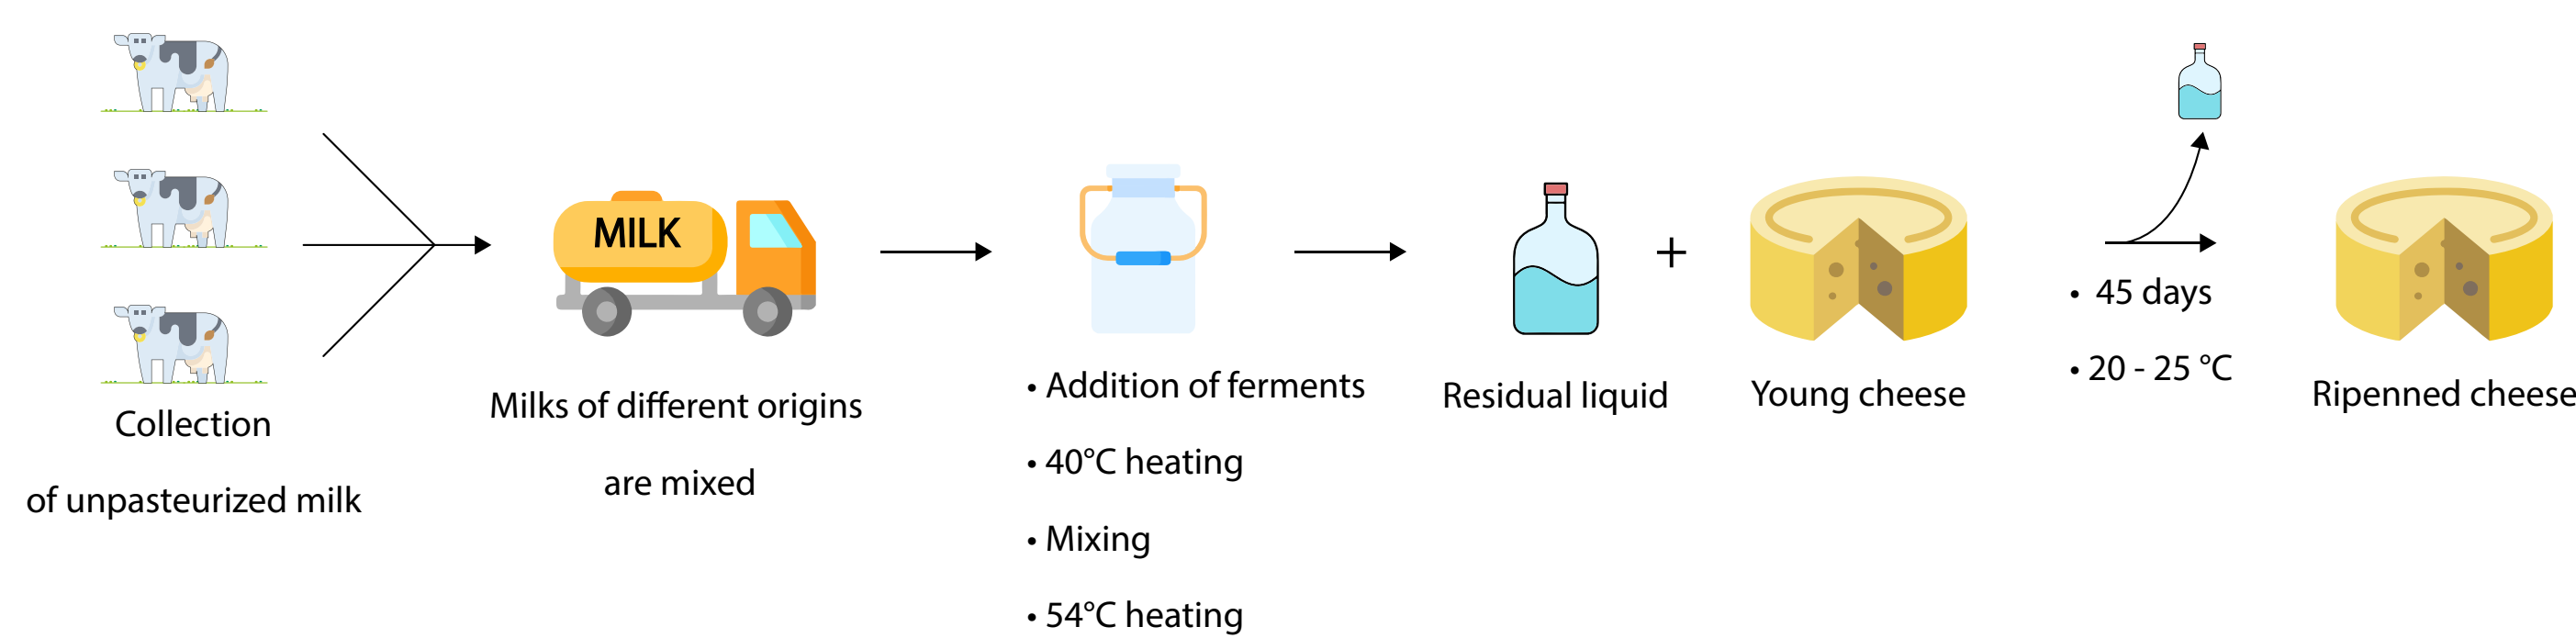 Collection
of unpasteurized milk
MILK
Milks of different origins
are mixed
• Addition of ferments
• 40°C heating
• Mixing
• 54°C heating
Residual liquid
+
Young cheese
• 45 days
• 20 - 25 °C
Ripenned cheese